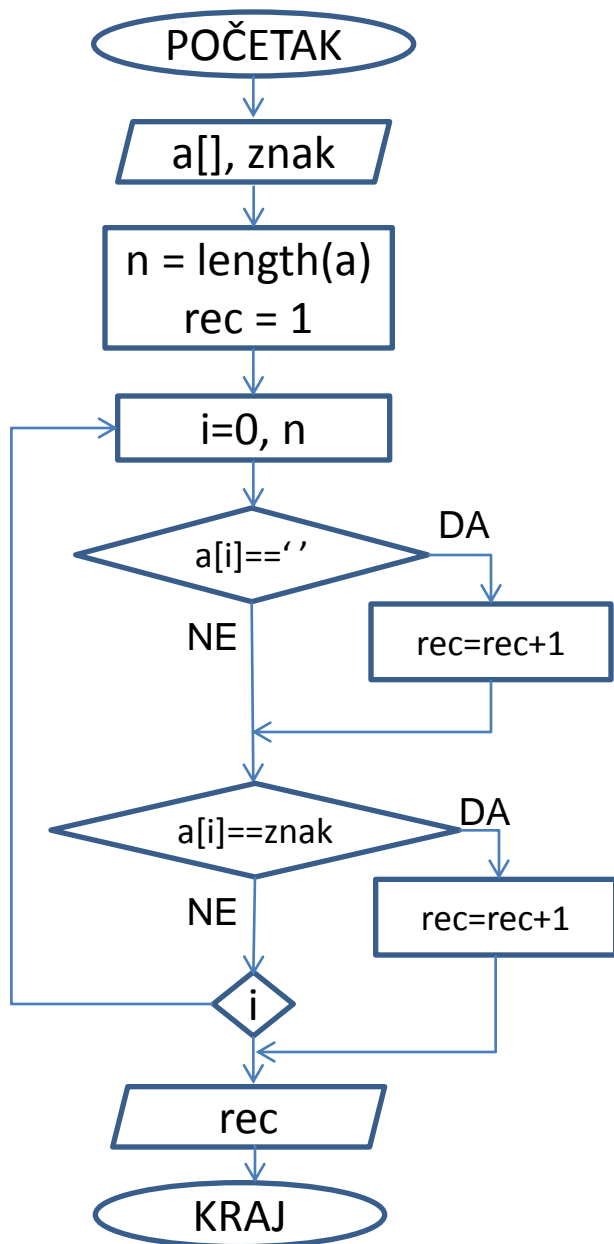 POČETAK
a[], znak
n = length(a)
rec = 1
i=0, n
a[i]==‘ ’
DA
NE
rec=rec+1
a[i]==znak
DA
NE
rec=rec+1
i
rec
KRAJ